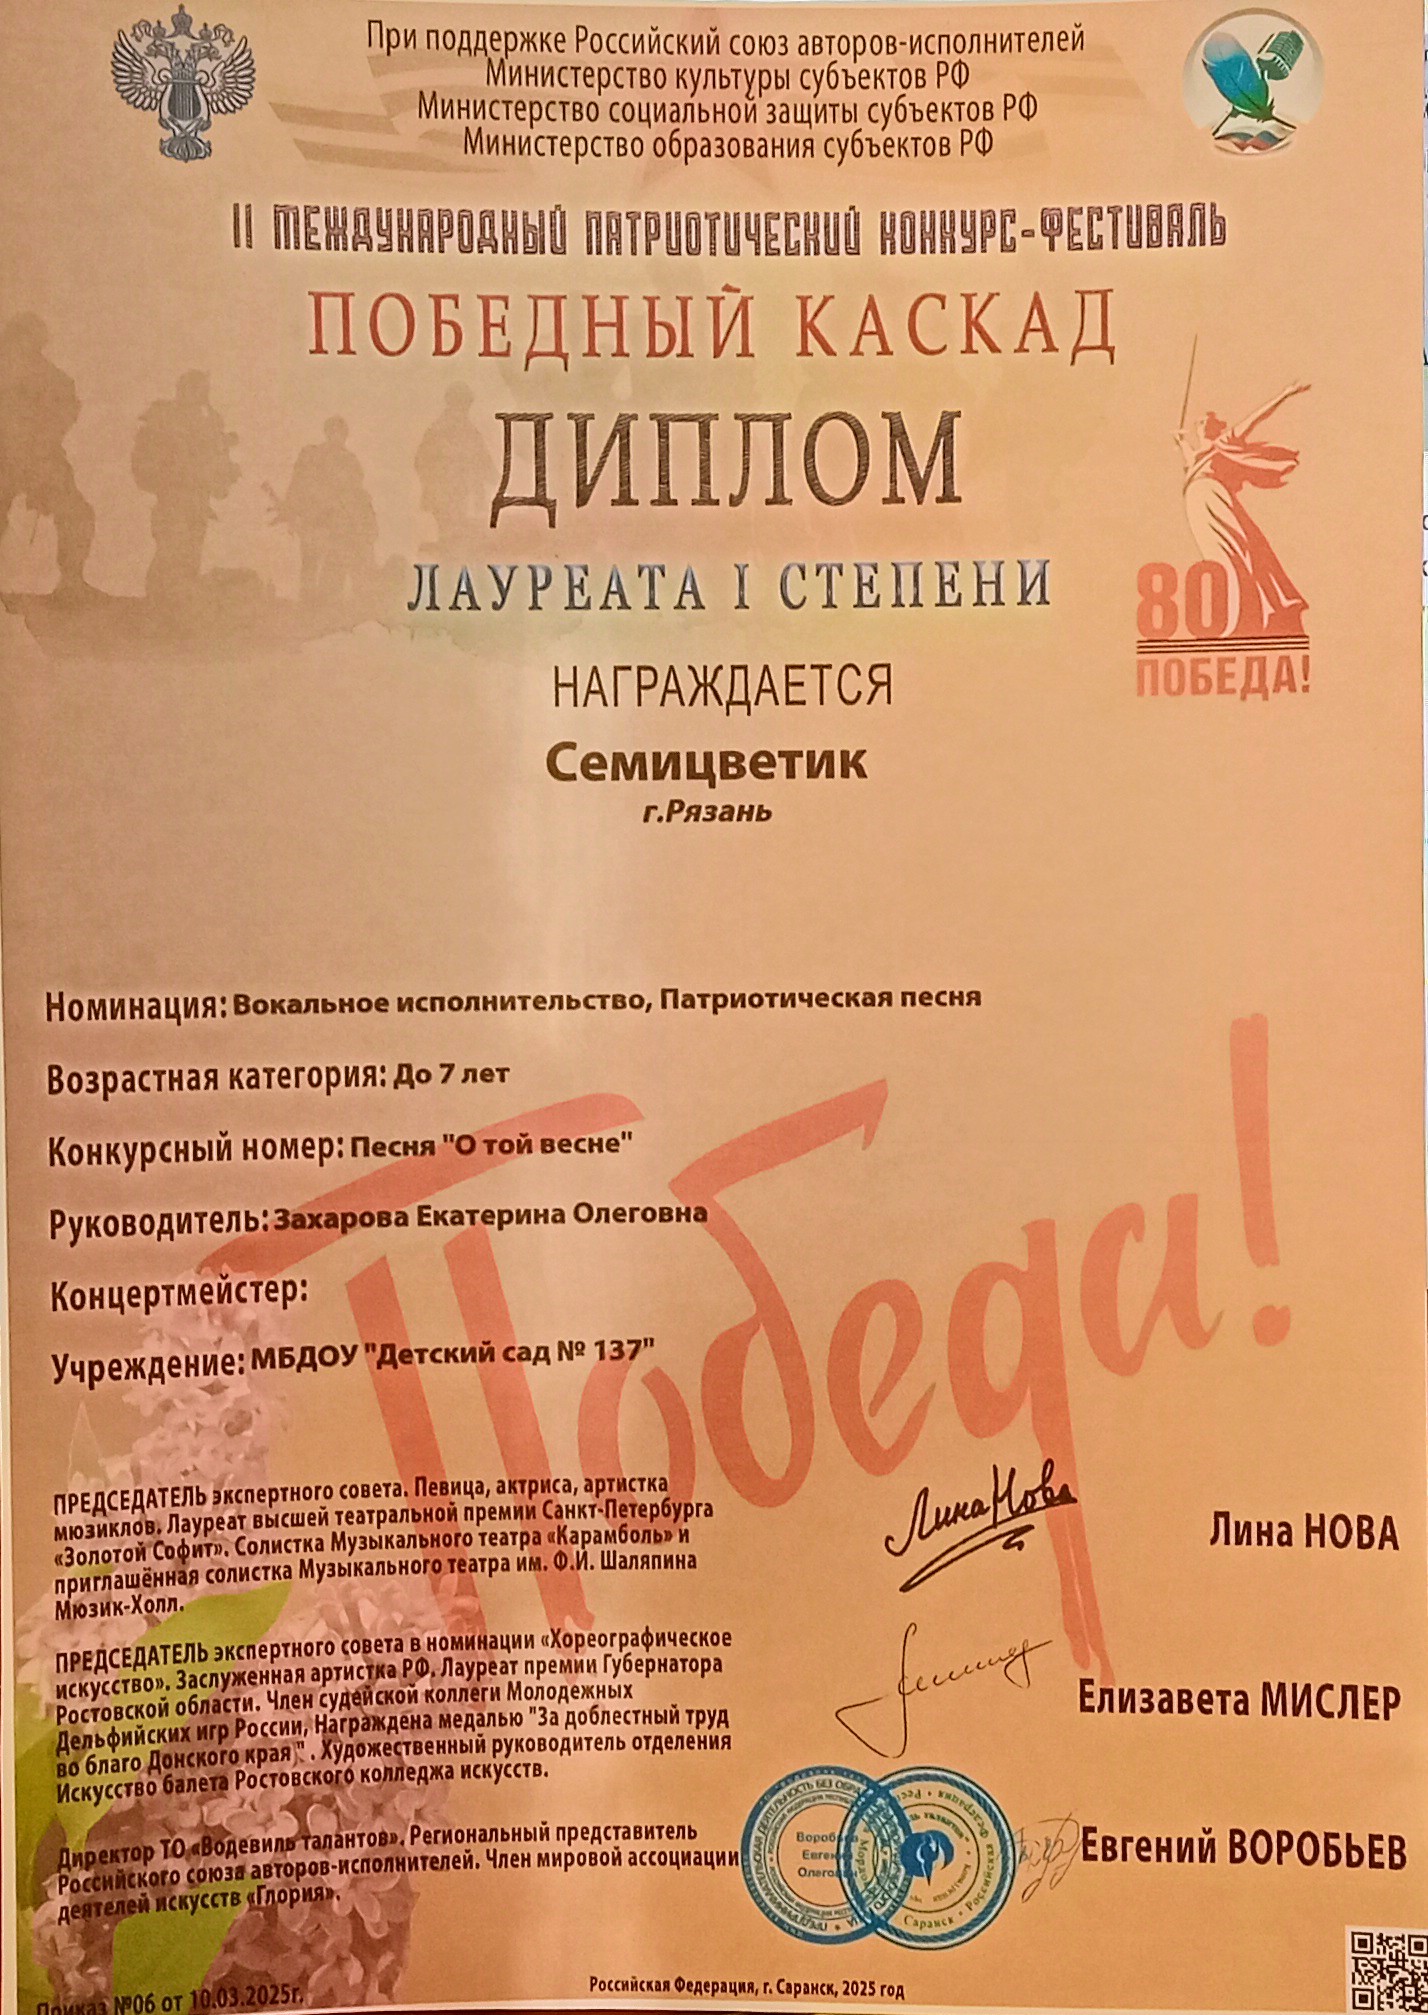 При поддержке Российский союз авторов-исполнителей
Министерство культуры субъектов РФ
Министерство социальной защиты субъектов РФ
Министерство образования субъектов РФ
II МЕЖДУНАРОДНЫЙ ПАТРИОТИЧЕСКИЙ КОНКУРС-ФЕСТИВАЛЬ
ПОБЕДНЫЙ КАСКАД
ДИПЛОМ
ЛАУРЕАТА I СТЕПЕНИ
80
ПОБЕДА!
НАГРАЖДАЕТСЯ
Семицветик
г.Рязань
Номинация: Вокальное исполнительство, Патриотическая песня
Возрастная категория: До 7 лет
Конкурсный номер: Песня "О той весне"
Руководитель: Захарова Екатерина Олеговна
Концертмейстер:
Учреждение: МБДОУ "Детский сад № 137"
Победа!
ПРЕДСЕДАТЕЛЬ экспертного совета. Певица, актриса, артистка
мюзиклов. Лауреат высшей театральной премии Санкт-Петербурга
«Золотой Софит». Солистка Музыкального театра «Карамболь» и
приглашённая солистка Музыкального театра им. Ф.И. Шаляпина
Мюзик-Холл.
Лина Нова
Лина НОВА
ПРЕДСЕДАТЕЛЬ экспертного совета в номинации «Хореографическое
искусство». Заслуженная артистка РФ. Лауреат премии Губернатора
Ростовской области. Член судейской коллеги Молодежных
Дельфийских игр России, Награждена медалью "За доблестный труд
во благо Донского края" . Художественный руководитель отделения
Искусство балета Ростовского колледжа искусств.
Елизавета МИСЛЕР
Директор ТО «Водевиль талантов». Региональный представитель
Российского союза авторов-исполнителей. Член мировой ассоциации
деятелей искусств «Глория».
Воробьев
Евгений
Олегович
Саранск
Евгений ВОРОБЬЕВ
Российская Федерация, г. Саранск, 2025 год
Приказ №06 от 10.03.2025г.